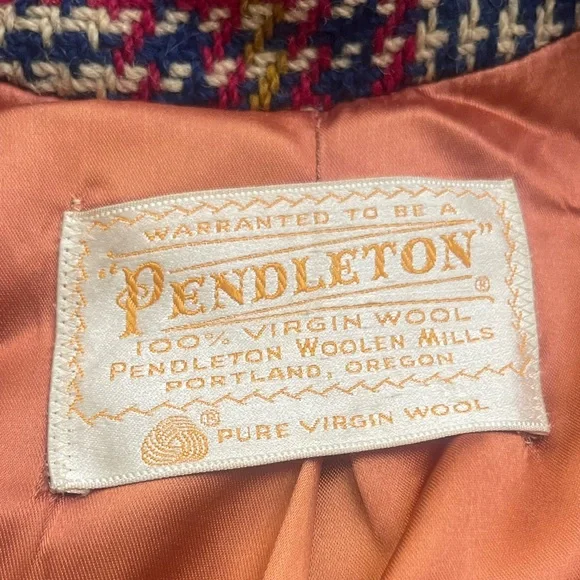 WARRANTED TO BE A
"PENDLETON"®
100% VIRGIN WOOL
PENDLETON WOOLEN MILLS
PORTLAND, OREGON
® PURE VIRGIN WOOL